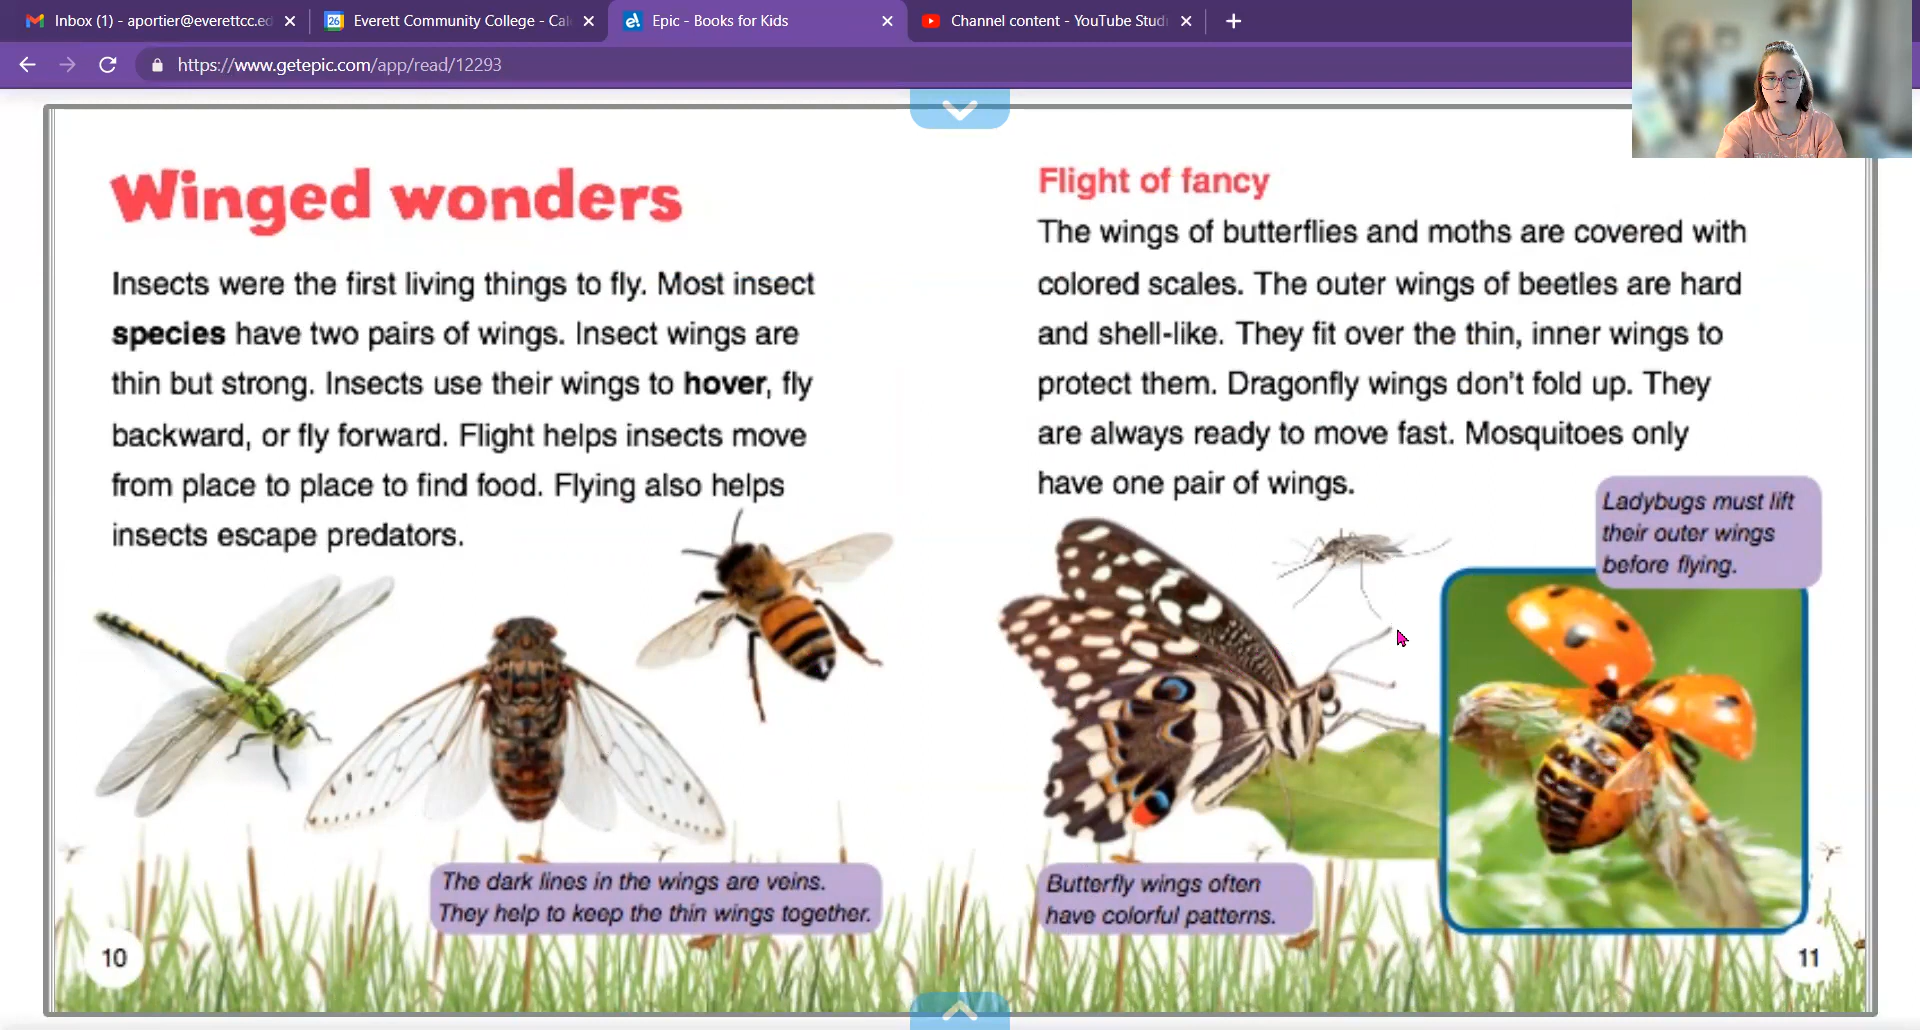 Inbox (1) - aportier@everettcc.ed
Everett Community College - Cal
Epic - Books for Kids
Channel content - YouTube Studi
26
https://www.getepic.com/app/read/12293
Winged wonders
Insects were the first living things to fly. Most insect
species have two pairs of wings. Insect wings are
thin but strong. Insects use their wings to hover, fly
backward, or fly forward. Flight helps insects move
from place to place to find food. Flying also helps
insects escape predators.
The dark lines in the wings are veins.
They help to keep the thin wings together.
10
Flight of fancy
The wings of butterflies and moths are covered with
colored scales. The outer wings of beetles are hard
and shell-like. They fit over the thin, inner wings to
protect them. Dragonfly wings don't fold up. They
are always ready to move fast. Mosquitoes only
have one pair of wings.
Ladybugs must lift
their outer wings
before flying.
Butterfly wings often
have colorful patterns.
11